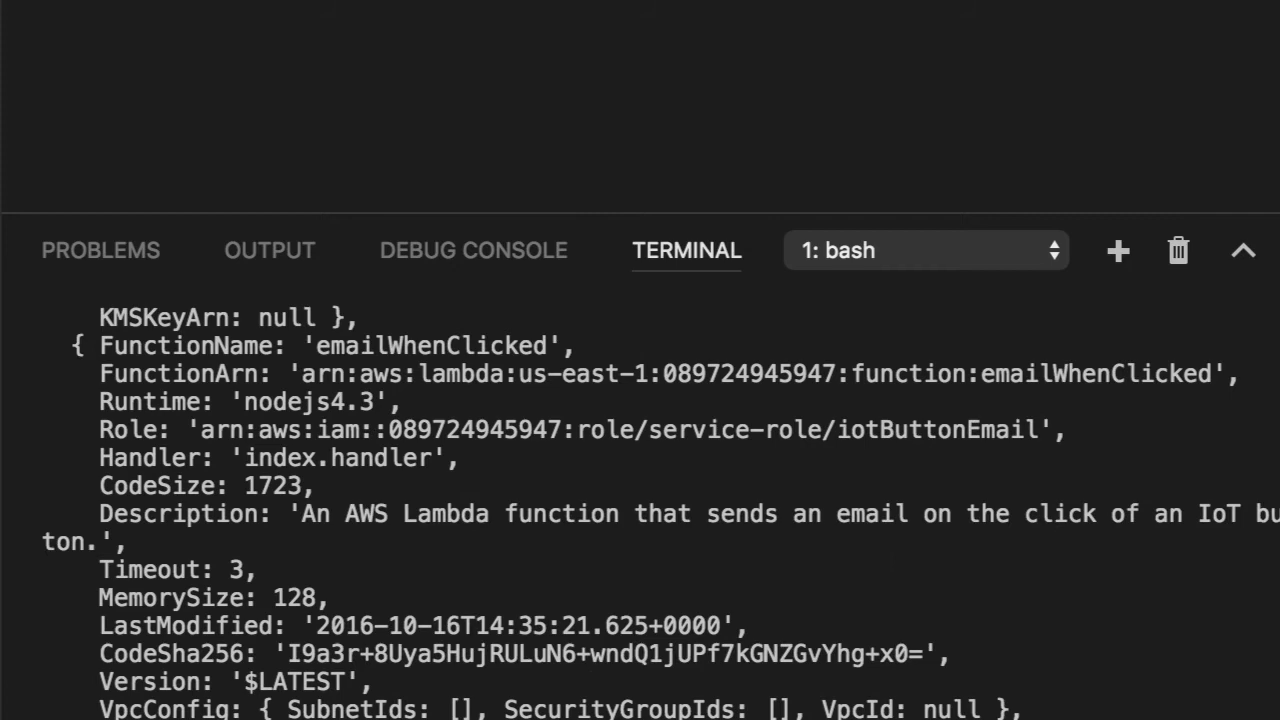 PROBLEMS OUTPUT DEBUG CONSOLE TERMINAL 1: bash
KMSKeyArn: null },
{ FunctionName: 'emailWhenClicked',
FunctionArn: 'arn:aws:lambda:us-east-1:089724945947:function:emailWhenClicked',
Runtime: 'nodejs4.3',
Role: 'arn:aws:iam::089724945947:role/service-role/iotButtonEmail',
Handler: 'index.handler',
CodeSize: 1723,
Description: 'An AWS Lambda function that sends an email on the click of an IoT bu
ton.',
Timeout: 3,
MemorySize: 128,
LastModified: '2016-10-16T14:35:21.625+0000',
CodeSha256: 'I9a3r+8Uya5HujRULuN6+wndQ1jUPf7kGNZGvYhg+x0=',
Version: '$LATEST',
VpcConfig: { SubnetIds: [], SecurityGroupIds: [], VpcId: null },